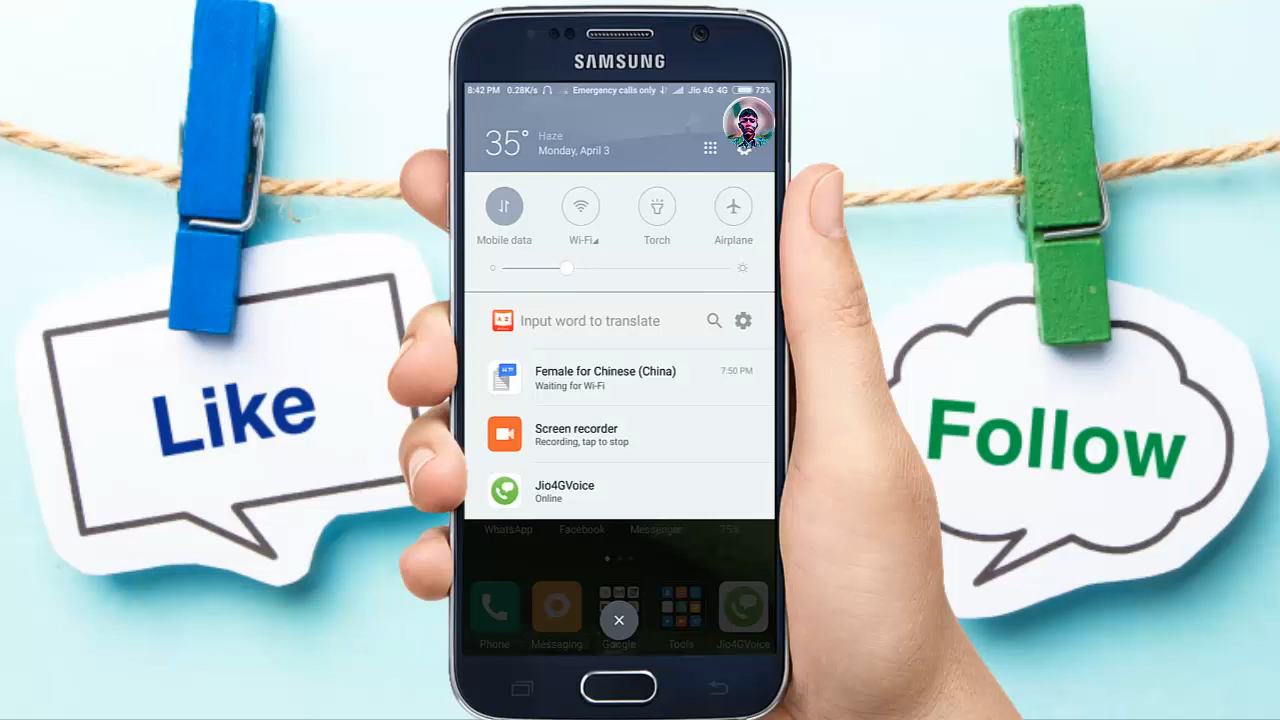 SAMSUNG
8:42 PM 0.28K/s Emergency calls only Jio 4G 4G 73%
35° Haze
Monday, April 3
Mobile data Wi-Fi Torch Airplane
Input word to translate
Female for Chinese (China) 7:50 PM
Waiting for Wi-Fi
Screen recorder
Recording, tap to stop
Jio4GVoice
Online
WhatsApp Facebook Messenger 75%
Phone Messaging Google Tools Jio4GVoice
Like
Follow